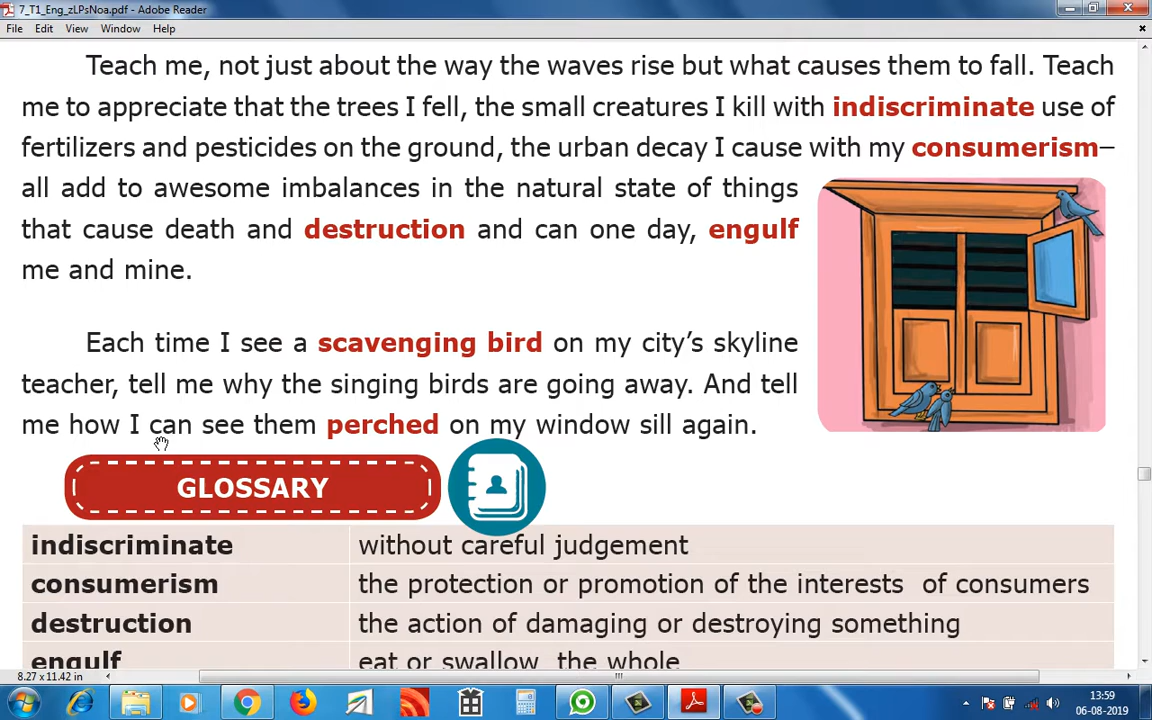 7_T1_Eng_zLPsNoa.pdf - Adobe Reader
File Edit View Window Help
Teach me, not just about the way the waves rise but what causes them to fall. Teach
me to appreciate that the trees I fell, the small creatures I kill with indiscriminate use of
fertilizers and pesticides on the ground, the urban decay I cause with my consumerism–
all add to awesome imbalances in the natural state of things
that cause death and destruction and can one day, engulf
me and mine.
Each time I see a scavenging bird on my city's skyline
teacher, tell me why the singing birds are going away. And tell
me how I can see them perched on my window sill again.
GLOSSARY
indiscriminate without careful judgement
consumerism the protection or promotion of the interests of consumers
destruction the action of damaging or destroying something
engulf eat or swallow the whole
8.27 x 11.42 in
13:59
06-08-2019